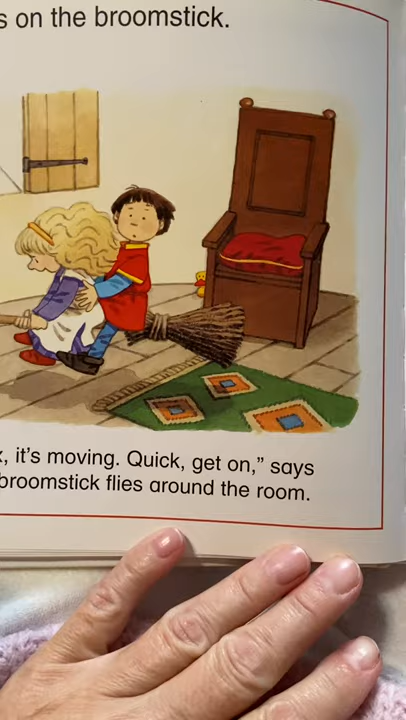 on the broomstick.
it's moving. Quick, get on," says
broomstick flies around the room.